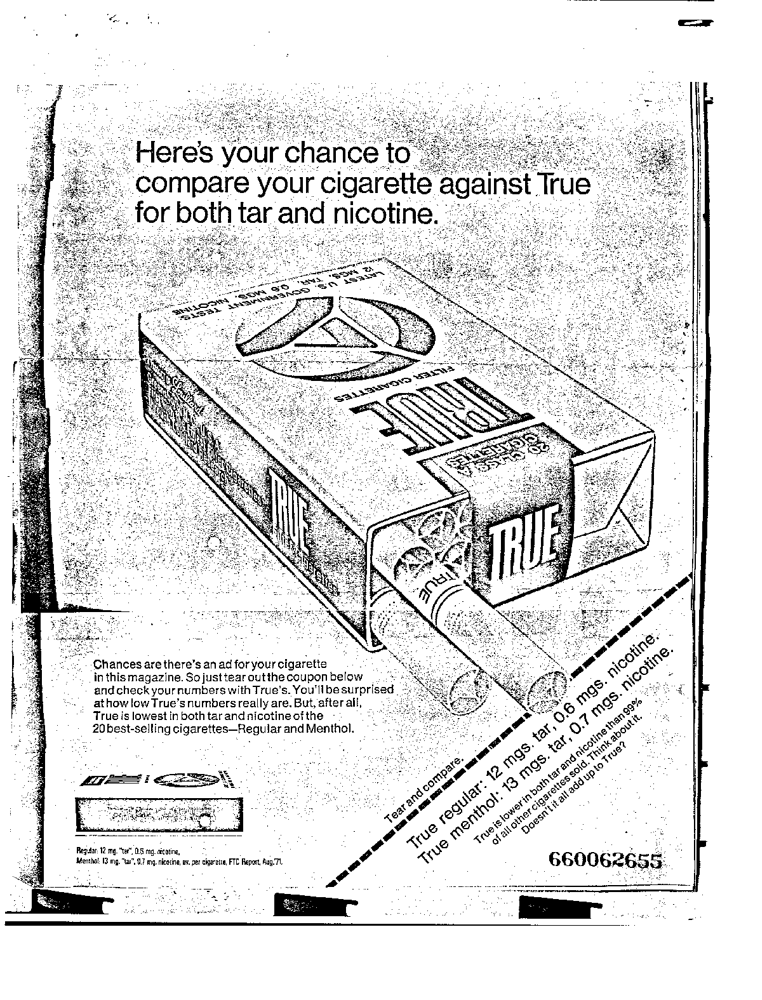 Here's your chance to
compare your cigarette against True
for both tar and nicotine.
LATEST U.S. GOVERNMENT TESTS
12 MGS. TAR, 0.6 MGS. NICOTINE
FILTER CIGARETTES
TRUE
20 CLASS A
CIGARETTES
TRUE
TRUE
TRUE
Chances are there's an ad for your cigarette
in this magazine. So just tear out the coupon below
and check your numbers with True's. You'll be surprised
at how low True's numbers really are. But, after all,
True is lowest in both tar and nicotine of the
20 best-selling cigarettes—Regular and Menthol.
Tear and compare.
True regular: 12 mgs. tar, 0.6 mgs. nicotine.
True menthol: 13 mgs. tar, 0.7 mgs. nicotine.
True is lower in both tar and nicotine than 99%
of all other cigarettes sold. Think about it.
Doesn't it all add up to True?
Regular: 12 mg. "tar", 0.6 mg. nicotine,
Menthol: 13 mg. "tar", 0.7 mg. nicotine, av. per cigarette, FTC Report, Aug.'71.
660062655